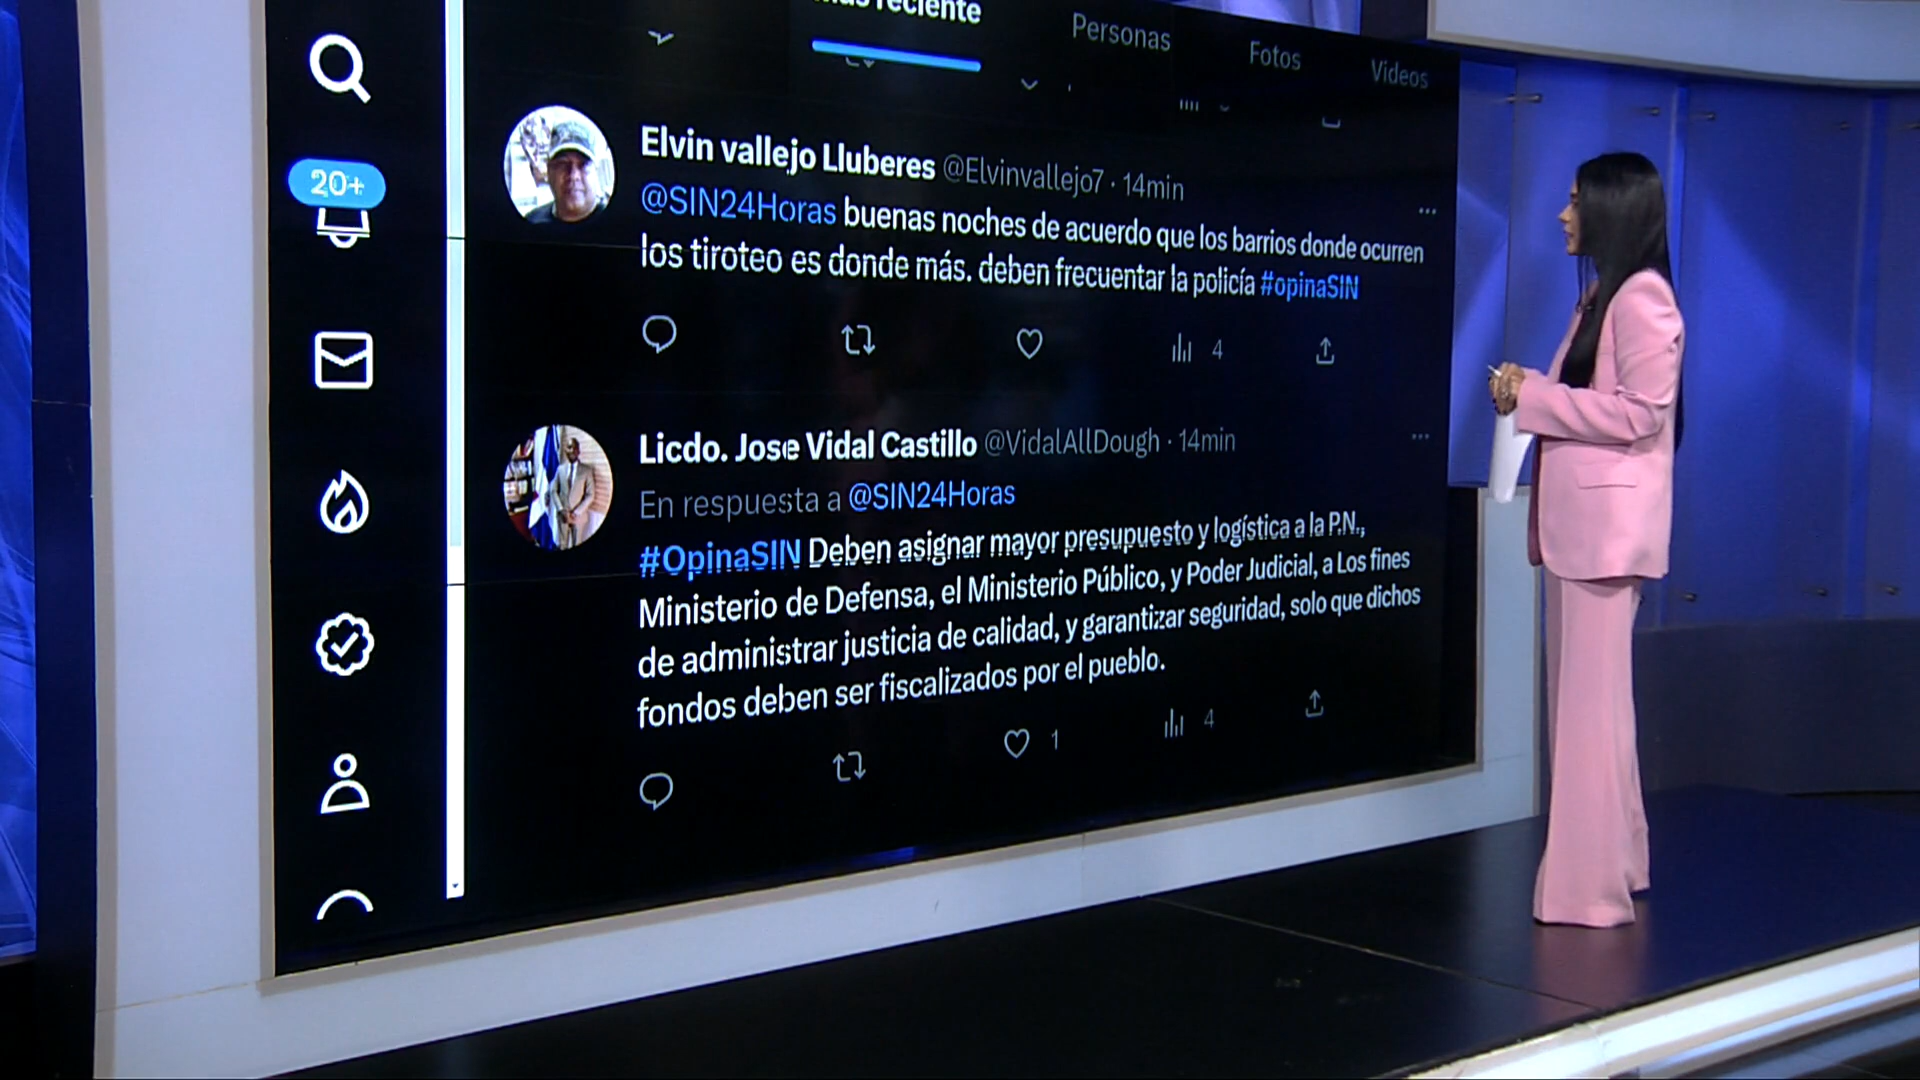 reciente
Personas
Fotos
Videos
20+
Elvin vallejo Lluberes @Elvinvallejo7 · 14min
@SIN24Horas buenas noches de acuerdo que los barrios donde ocurren
los tiroteo es donde más. deben frecuentar la policía #opinaSIN
4
Licdo. Jose Vidal Castillo @VidalAllDough · 14min
En respuesta a @SIN24Horas
#OpinaSIN Deben asignar mayor presupuesto y logística a la P.N.,
Ministerio de Defensa, el Ministerio Público, y Poder Judicial, a Los fines
de administrar justicia de calidad, y garantizar seguridad, solo que dichos
fondos deben ser fiscalizados por el pueblo.
1
4